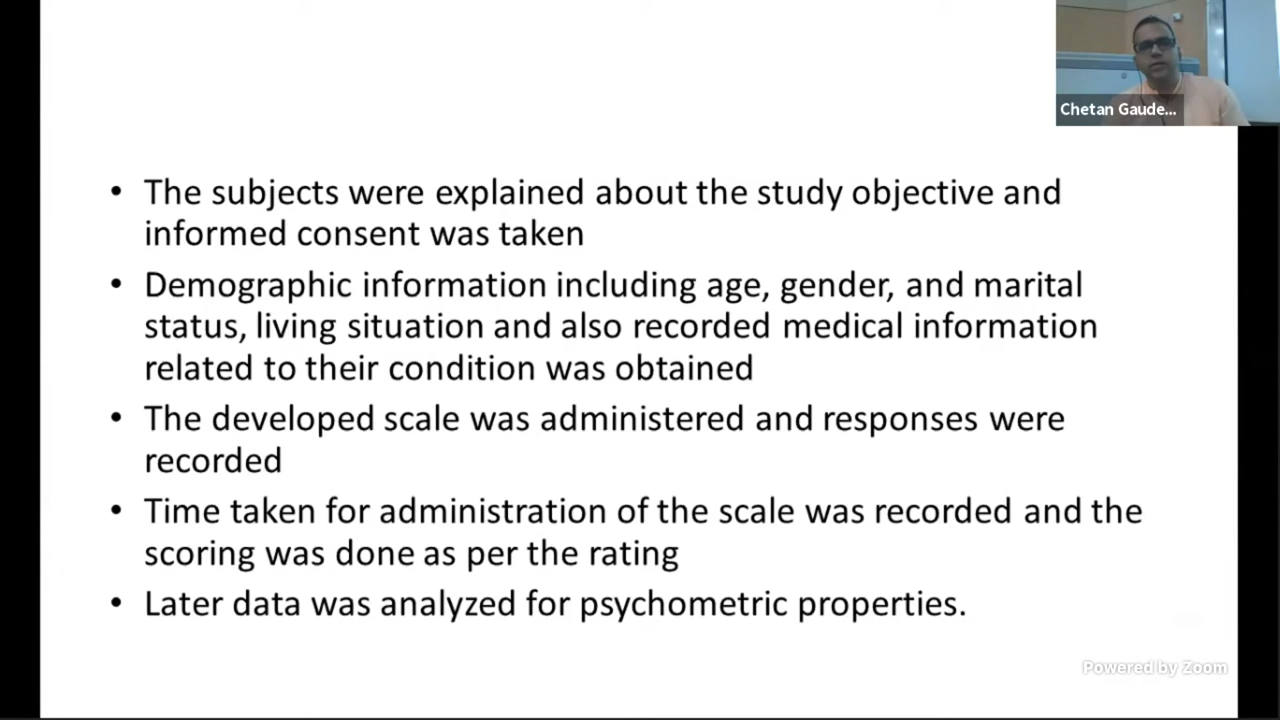 Chetan Gaude...
• The subjects were explained about the study objective and
informed consent was taken
• Demographic information including age, gender, and marital
status, living situation and also recorded medical information
related to their condition was obtained
• The developed scale was administered and responses were
recorded
• Time taken for administration of the scale was recorded and the
scoring was done as per the rating
• Later data was analyzed for psychometric properties.
Powered by Zoom